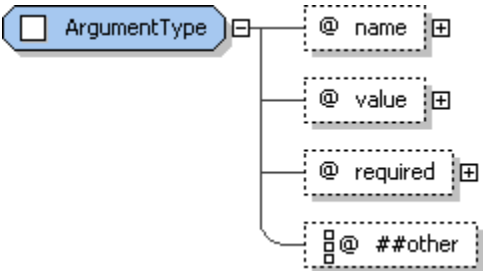 ArgumentType
@ name
@ value
@ required
@ ##other